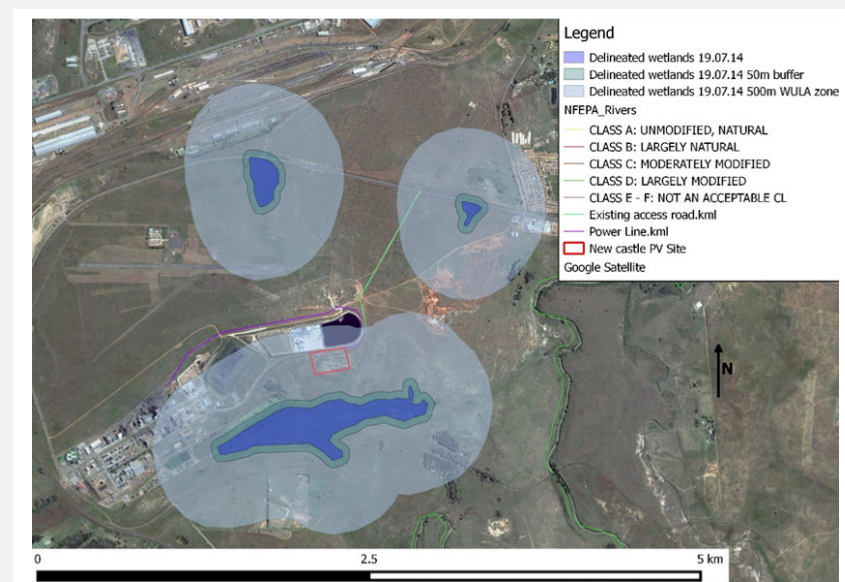 Legend
Delineated wetlands 19.07.14
Delineated wetlands 19.07.14 50m buffer
Delineated wetlands 19.07.14 500m WULA zone
NFEPA_Rivers
CLASS A: UNMODIFIED, NATURAL
CLASS B: LARGELY NATURAL
CLASS C: MODERATELY MODIFIED
CLASS D: LARGELY MODIFIED
CLASS E - F: NOT AN ACCEPTABLE CL
Existing access road.kml
Power Line.kml
New castle PV Site
Google Satellite
N
0 2.5 5 km